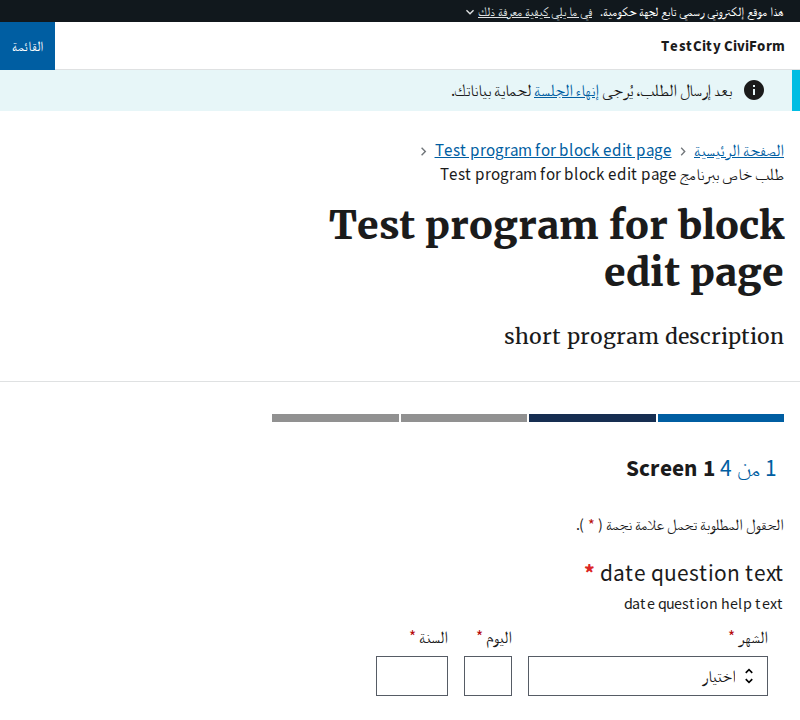 هذا موقع إلكتروني رسمي تابع لجهة حكومية. في ما يلي كيفية معرفة ذلك
TestCity CiviForm
القائمة
بعد إرسال الطلب، يُرجى إنهاء الجلسة لحماية بياناتك.
الصفحة الرئيسية > Test program for block edit page >
طلب خاص ببرنامج Test program for block edit page
Test program for block
edit page
short program description
1 من 4 Screen 1
الحقول المطلوبة تحمل علامة نجمة ( * ).
date question text *
date question help text
الشهر * اليوم * السنة *
اختيار